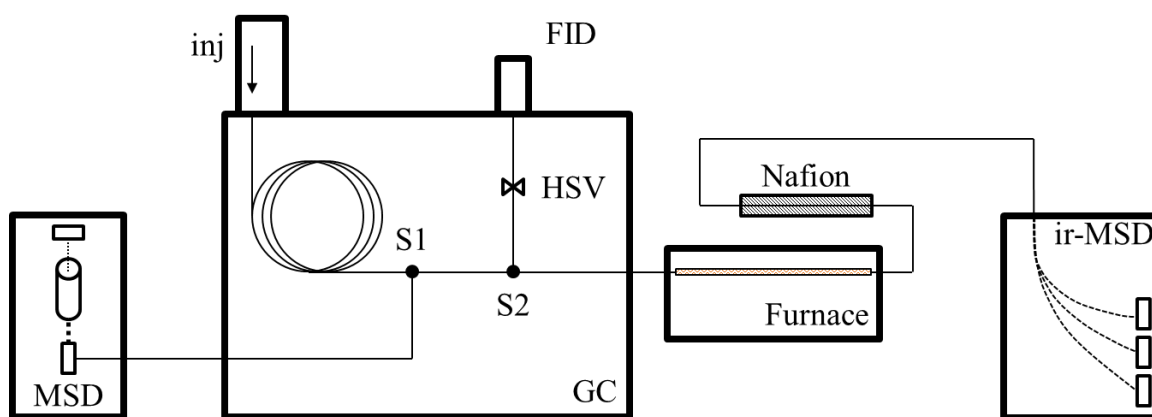 inj
FID
HSV
Nafion
ir-MSD
S1
S2
Furnace
MSD
GC